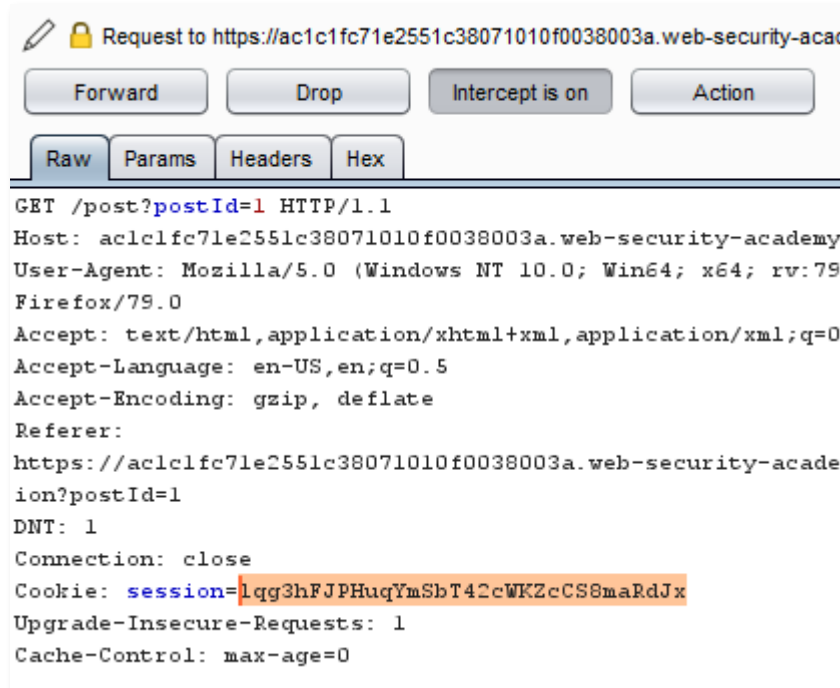 Request to https://ac1c1fc71e2551c38071010f0038003a.web-security-acad
Forward Drop Intercept is on Action
Raw Params Headers Hex
GET /post?postId=1 HTTP/1.1
Host: ac1c1fc71e2551c38071010f0038003a.web-security-academy
User-Agent: Mozilla/5.0 (Windows NT 10.0; Win64; x64; rv:79
Firefox/79.0
Accept: text/html,application/xhtml+xml,application/xml;q=0
Accept-Language: en-US,en;q=0.5
Accept-Encoding: gzip, deflate
Referer:
https://ac1c1fc71e2551c38071010f0038003a.web-security-acade
ion?postId=1
DNT: 1
Connection: close
Cookie: session=lqg3hFJPHuqYmSbT42cWKZcCS8maRdJx
Upgrade-Insecure-Requests: 1
Cache-Control: max-age=0